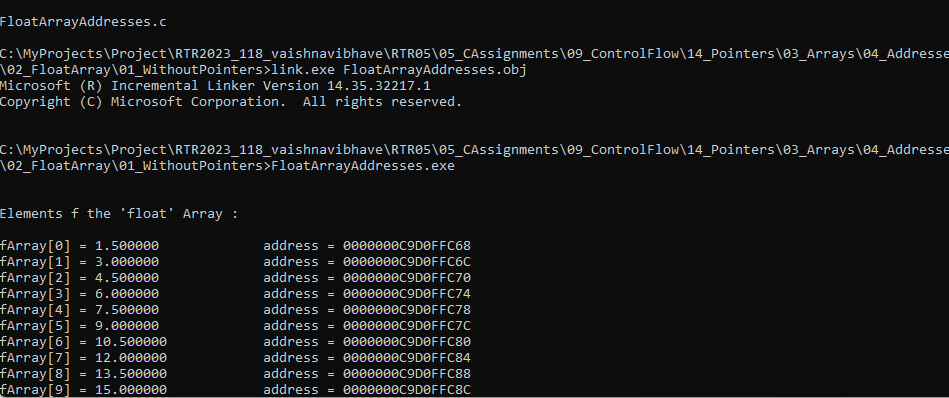 FloatArrayAddresses.c
C:\MyProjects\Project\RTR2023_118_vaishnavibhave\RTR05\05_CAssignments\09_ControlFlow\14_Pointers\03_Arrays\04_Addresse
\02_FloatArray\01_WithoutPointers>link.exe FloatArrayAddresses.obj
Microsoft (R) Incremental Linker Version 14.35.32217.1
Copyright (C) Microsoft Corporation.  All rights reserved.
C:\MyProjects\Project\RTR2023_118_vaishnavibhave\RTR05\05_CAssignments\09_ControlFlow\14_Pointers\03_Arrays\04_Addresse
\02_FloatArray\01_WithoutPointers>FloatArrayAddresses.exe
Elements f the 'float' Array :
fArray[0] = 1.500000             address = 0000000C9D0FFC68
fArray[1] = 3.000000             address = 0000000C9D0FFC6C
fArray[2] = 4.500000             address = 0000000C9D0FFC70
fArray[3] = 6.000000             address = 0000000C9D0FFC74
fArray[4] = 7.500000             address = 0000000C9D0FFC78
fArray[5] = 9.000000             address = 0000000C9D0FFC7C
fArray[6] = 10.500000            address = 0000000C9D0FFC80
fArray[7] = 12.000000            address = 0000000C9D0FFC84
fArray[8] = 13.500000            address = 0000000C9D0FFC88
fArray[9] = 15.000000            address = 0000000C9D0FFC8C